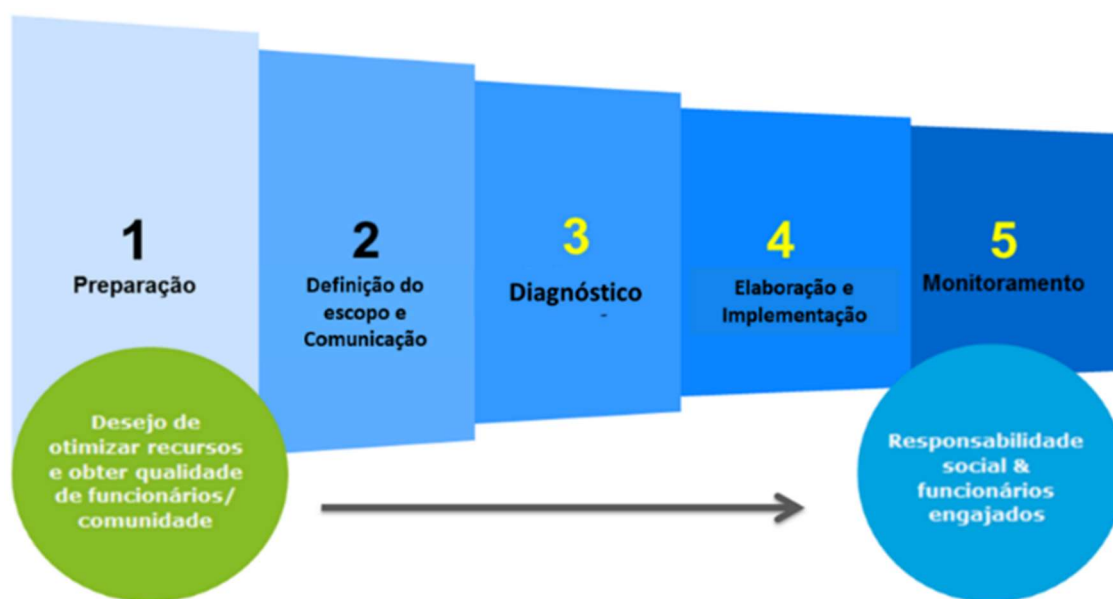 1
Preparação
2
Definição do
escopo e
Comunicação
3
Diagnóstico
-
4
Elaboração e
Implementação
5
Monitoramento
Desejo de
otimizar recursos
e obter qualidade
de funcionários/
comunidade
Responsabilidade
social &
funcionários
engajados